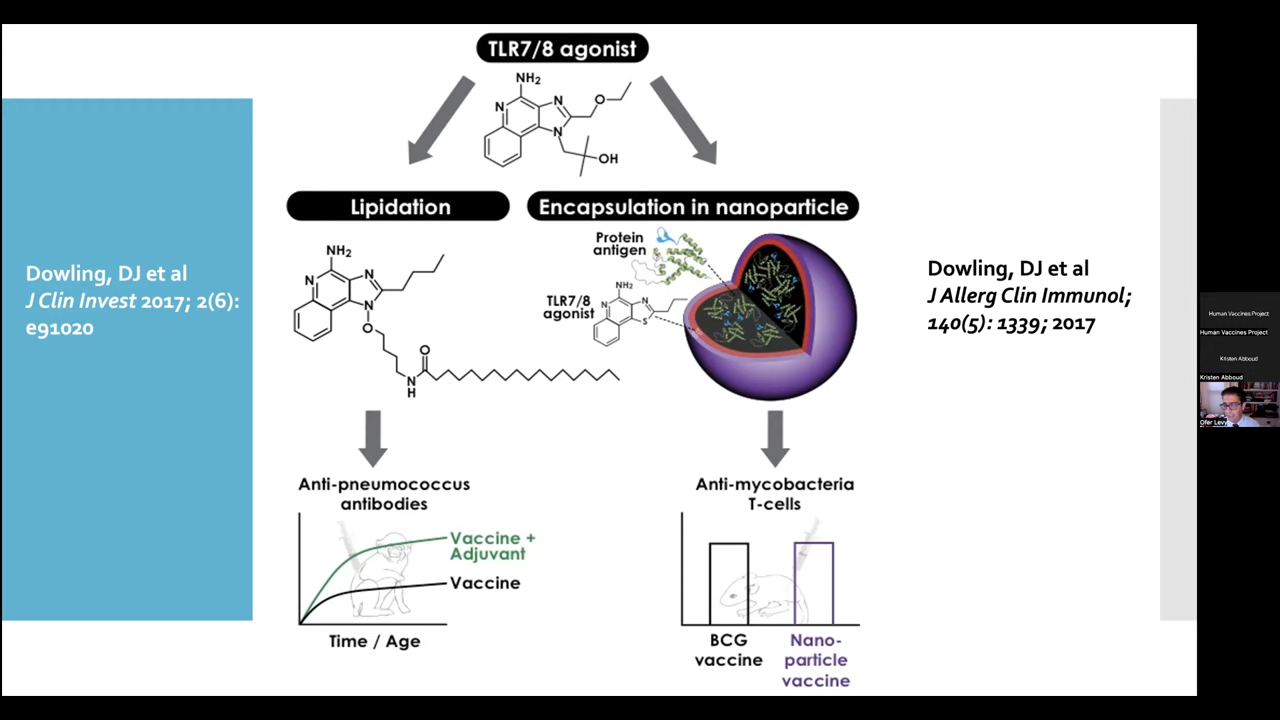 TLR7/8 agonist
NH₂
N
N
N
O
OH
Lipidation
Encapsulation in nanoparticle
Dowling, DJ et al
J Clin Invest 2017; 2(6):
e91020
NH₂
N
N
N
O
O
N
H
Protein
antigen
TLR7/8
agonist
NH₂
N
N
S
Dowling, DJ et al
J Allerg Clin Immunol;
140(5): 1339; 2017
Anti-pneumococcus
antibodies
Vaccine +
Adjuvant
Vaccine
Time / Age
Anti-mycobacteria
T-cells
BCG
vaccine
Nano-
particle
vaccine
Human Vaccines Project
Human Vaccines Project
Kristen Abboud
Kristen Abboud
Ofer Levy